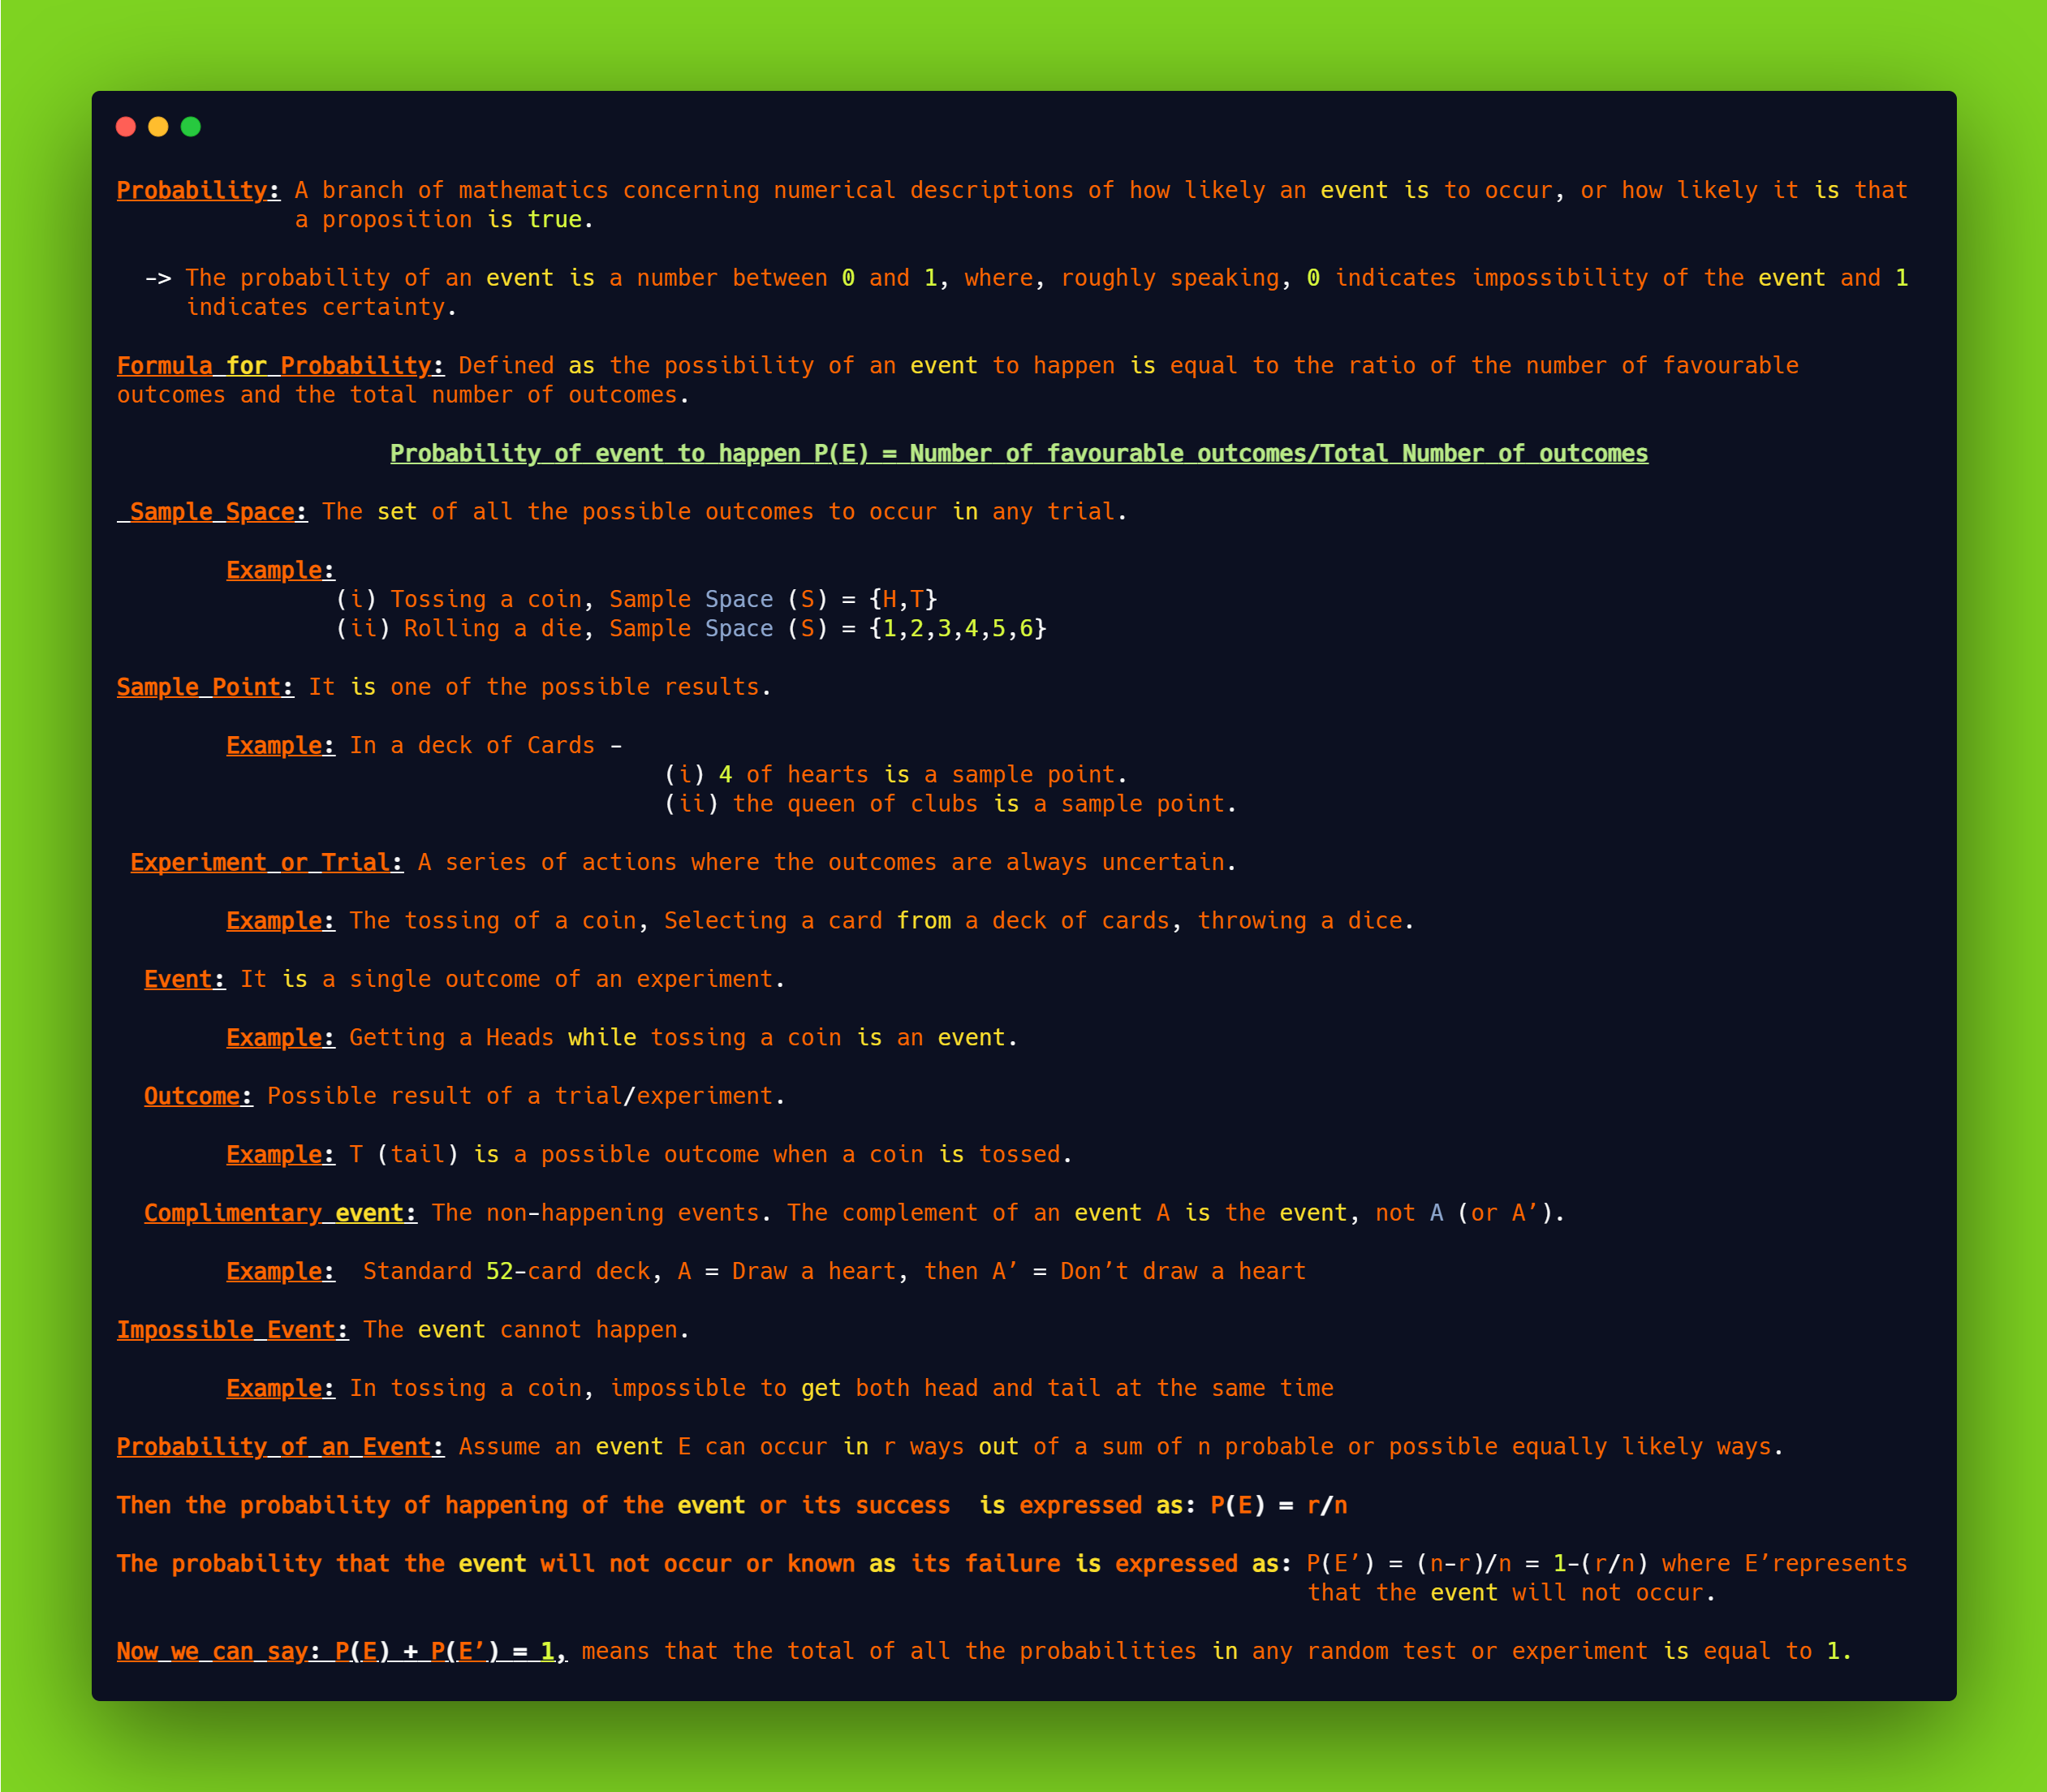 Probability: A branch of mathematics concerning numerical descriptions of how likely an event is to occur, or how likely it is that
a proposition is true.
-> The probability of an event is a number between 0 and 1, where, roughly speaking, 0 indicates impossibility of the event and 1
indicates certainty.
Formula for Probability: Defined as the possibility of an event to happen is equal to the ratio of the number of favourable
outcomes and the total number of outcomes.
Probability of event to happen P(E) = Number of favourable outcomes/Total Number of outcomes
Sample Space: The set of all the possible outcomes to occur in any trial.
Example:
(i) Tossing a coin, Sample Space (S) = {H,T}
(ii) Rolling a die, Sample Space (S) = {1,2,3,4,5,6}
Sample Point: It is one of the possible results.
Example: In a deck of Cards -
(i) 4 of hearts is a sample point.
(ii) the queen of clubs is a sample point.
Experiment or Trial: A series of actions where the outcomes are always uncertain.
Example: The tossing of a coin, Selecting a card from a deck of cards, throwing a dice.
Event: It is a single outcome of an experiment.
Example: Getting a Heads while tossing a coin is an event.
Outcome: Possible result of a trial/experiment.
Example: T (tail) is a possible outcome when a coin is tossed.
Complimentary event: The non-happening events. The complement of an event A is the event, not A (or A’).
Example:  Standard 52-card deck, A = Draw a heart, then A’ = Don’t draw a heart
Impossible Event: The event cannot happen.
Example: In tossing a coin, impossible to get both head and tail at the same time
Probability of an Event: Assume an event E can occur in r ways out of a sum of n probable or possible equally likely ways.
Then the probability of happening of the event or its success  is expressed as: P(E) = r/n
The probability that the event will not occur or known as its failure is expressed as: P(E’) = (n-r)/n = 1-(r/n) where E’represents
that the event will not occur.
Now we can say: P(E) + P(E’) = 1, means that the total of all the probabilities in any random test or experiment is equal to 1.